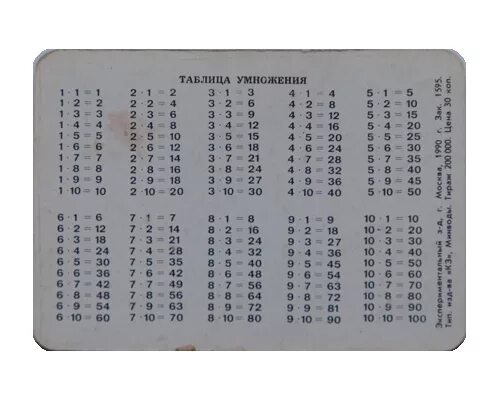 ТАБЛИЦА УМНОЖЕНИЯ
1 · 1 = 1 2 · 1 = 2 3 · 1 = 3 4 · 1 = 4 5 · 1 = 5
1 · 2 = 2 2 · 2 = 4 3 · 2 = 6 4 · 2 = 8 5 · 2 = 10
1 · 3 = 3 2 · 3 = 6 3 · 3 = 9 4 · 3 = 12 5 · 3 = 15
1 · 4 = 4 2 · 4 = 8 3 · 4 = 12 4 · 4 = 16 5 · 4 = 20
1 · 5 = 5 2 · 5 = 10 3 · 5 = 15 4 · 5 = 20 5 · 5 = 25
1 · 6 = 6 2 · 6 = 12 3 · 6 = 18 4 · 6 = 24 5 · 6 = 30
1 · 7 = 7 2 · 7 = 14 3 · 7 = 21 4 · 7 = 28 5 · 7 = 35
1 · 8 = 8 2 · 8 = 16 3 · 8 = 24 4 · 8 = 32 5 · 8 = 40
1 · 9 = 9 2 · 9 = 18 3 · 9 = 27 4 · 9 = 36 5 · 9 = 45
1 · 10 = 10 2 · 10 = 20 3 · 10 = 30 4 · 10 = 40 5 · 10 = 50
6 · 1 = 6 7 · 1 = 7 8 · 1 = 8 9 · 1 = 9 10 · 1 = 10
6 · 2 = 12 7 · 2 = 14 8 · 2 = 16 9 · 2 = 18 10 · 2 = 20
6 · 3 = 18 7 · 3 = 21 8 · 3 = 24 9 · 3 = 27 10 · 3 = 30
6 · 4 = 24 7 · 4 = 28 8 · 4 = 32 9 · 4 = 36 10 · 4 = 40
6 · 5 = 30 7 · 5 = 35 8 · 5 = 40 9 · 5 = 45 10 · 5 = 50
6 · 6 = 36 7 · 6 = 42 8 · 6 = 48 9 · 6 = 54 10 · 6 = 60
6 · 7 = 42 7 · 7 = 49 8 · 7 = 56 9 · 7 = 63 10 · 7 = 70
6 · 8 = 48 7 · 8 = 56 8 · 8 = 64 9 · 8 = 72 10 · 8 = 80
6 · 9 = 54 7 · 9 = 63 8 · 9 = 72 9 · 9 = 81 10 · 9 = 90
6 · 10 = 60 7 · 10 = 70 8 · 10 = 80 9 · 10 = 90 10 · 10 = 100
Экспериментальный з-д, г. Москва, 1990 г. Зак. 1595.
Тип. изд-ва «КЗ», Минводы. Тираж 200 000. Цена 30 коп.